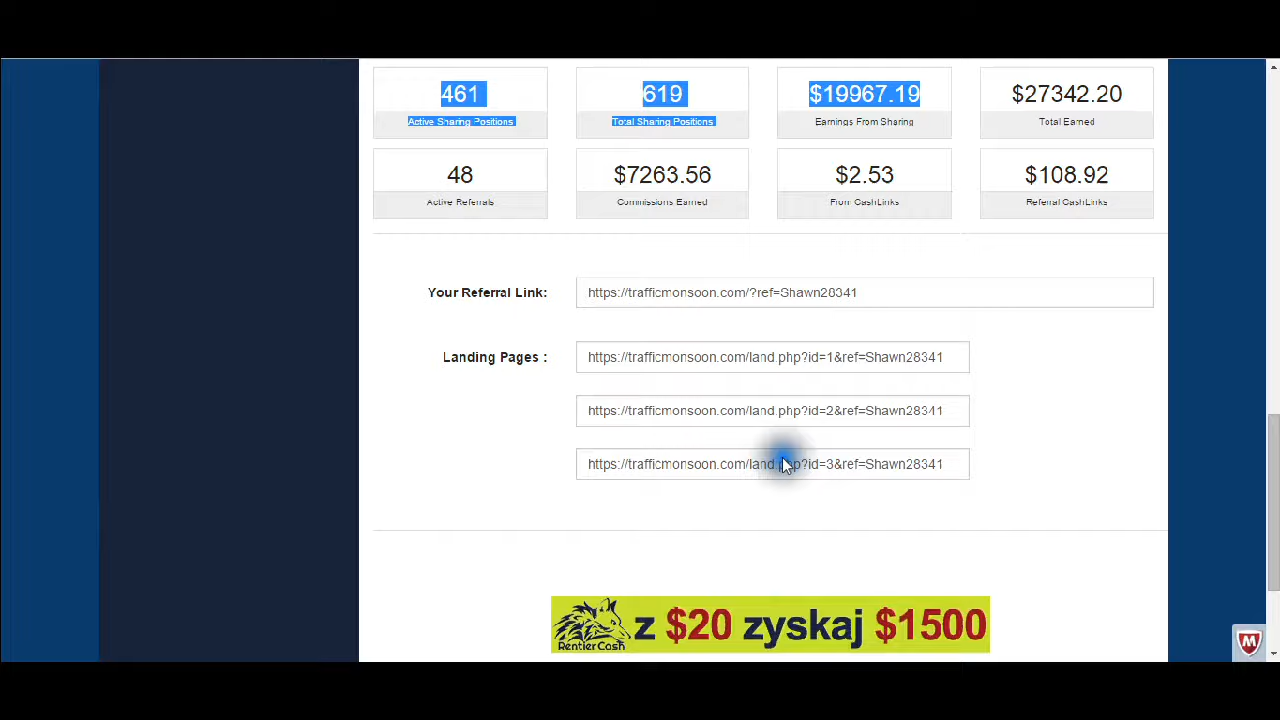 461 619 $19967.19 $27342.20
Active Sharing Positions Total Sharing Positions Earnings From Sharing Total Earned
48 $7263.56 $2.53 $108.92
Active Referrals Commissions Earned From CashLinks Referral CashLinks
Your Referral Link: https://trafficmonsoon.com/?ref=Shawn28341
Landing Pages : https://trafficmonsoon.com/land.php?id=1&ref=Shawn28341
https://trafficmonsoon.com/land.php?id=2&ref=Shawn28341
https://trafficmonsoon.com/land.php?id=3&ref=Shawn28341
z $20 zyskaj $1500
RentierCash